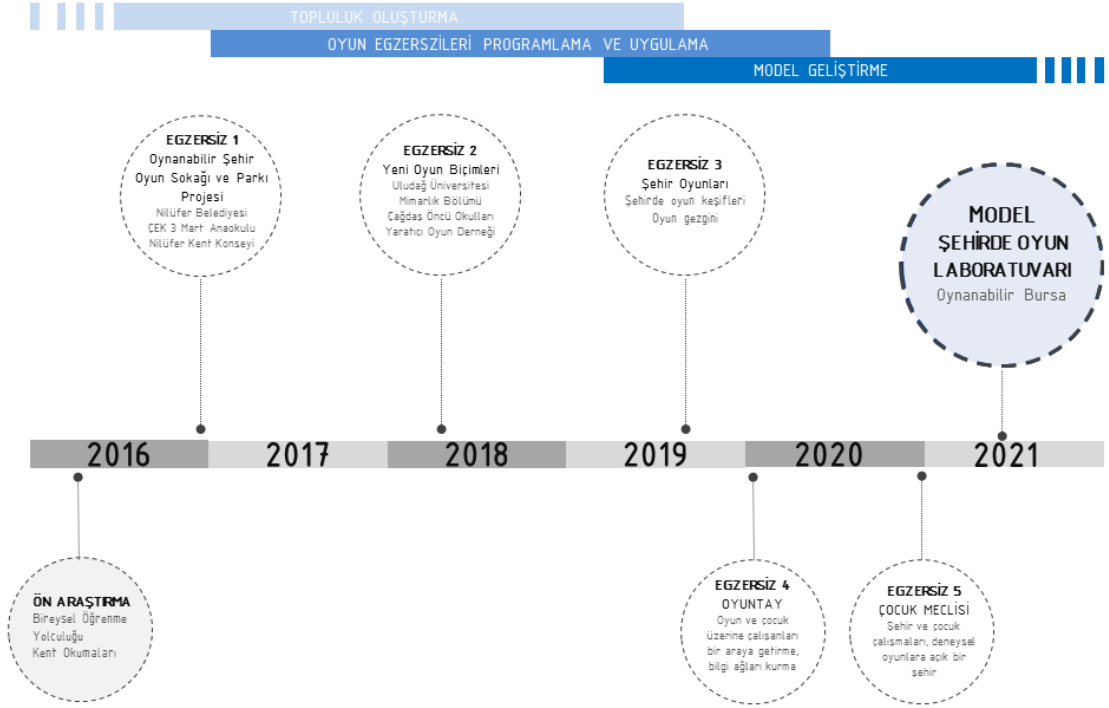 TOPLULUK OLUŞTURMA
OYUN EGZERSZİLERİ PROGRAMLAMA VE UYGULAMA
MODEL GELİŞTİRME
EGZERSİZ 1
Oynanabilir Şehir
Oyun Sokağı ve Parkı
Projesi
Nilüfer Belediyesi
ÇEK 3 Mart Anaokulu
Nilüfer Kent Konseyi
EGZERSİZ 2
Yeni Oyun Biçimleri
Uludağ Üniversitesi
Mimarlık Bölümü
Çağdas Öncü Okulları
Yaratıcı Oyun Derneği
EGZERSİZ 3
Şehir Oyunları
Şehirde oyun keşifleri
Oyun gezgini
MODEL
ŞEHİRDE OYUN
LABORATUVARI
Oynanabilir Bursa
2016
2017
2018
2019
2020
2021
ÖN ARAŞTIRMA
Bireysel Öğrenme
Yolculuğu
Kent Okumaları
EGZERSİZ 4
OYUNTAY
Oyun ve çocuk
üzerine çalışanları
bir araya getirme,
bilgi ağları kurma
EGZERSİZ 5
ÇOCUK MECLİSİ
Şehir ve çocuk
çalışmaları, deneysel
oyunlara açık bir
şehir